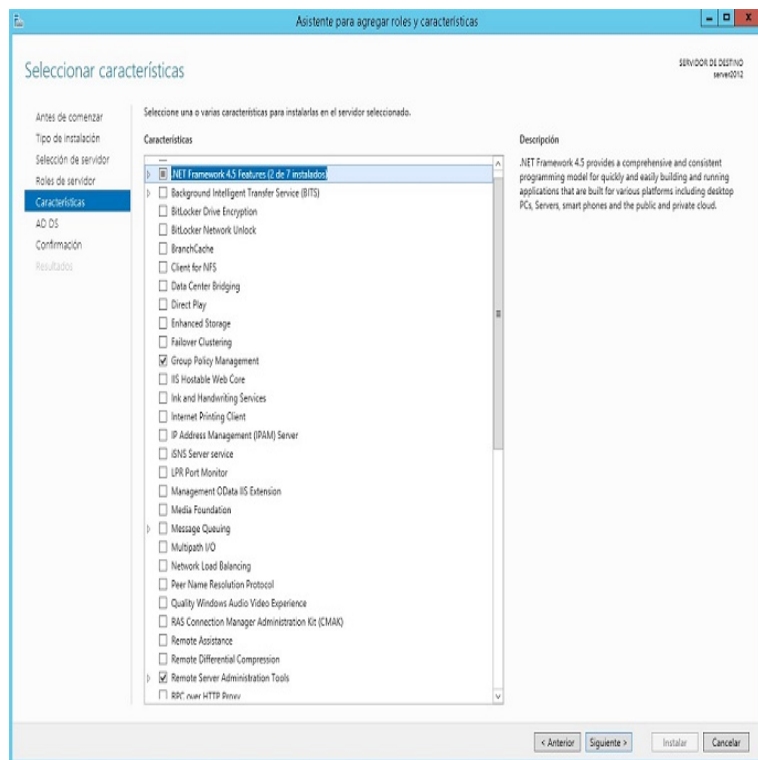 Asistente para agregar roles y características
Seleccionar características
SERVIDOR DE DESTINO
server2012
Antes de comenzar
Tipo de instalación
Selección de servidor
Roles de servidor
Características
AD DS
Confirmación
Resultados
Seleccione una o varias características para instalarlas en el servidor seleccionado.
Características
.NET Framework 4.5 Features (2 de 7 instalados)
Background Intelligent Transfer Service (BITS)
BitLocker Drive Encryption
BitLocker Network Unlock
BranchCache
Client for NFS
Data Center Bridging
Direct Play
Enhanced Storage
Failover Clustering
Group Policy Management
IIS Hostable Web Core
Ink and Handwriting Services
Internet Printing Client
IP Address Management (IPAM) Server
iSNS Server service
LPR Port Monitor
Management OData IIS Extension
Media Foundation
Message Queuing
Multipath I/O
Network Load Balancing
Peer Name Resolution Protocol
Quality Windows Audio Video Experience
RAS Connection Manager Administration Kit (CMAK)
Remote Assistance
Remote Differential Compression
Remote Server Administration Tools
RPC over HTTP Proxy
Descripción
.NET Framework 4.5 provides a comprehensive and consistent
programming model for quickly and easily building and running
applications that are built for various platforms including desktop
PCs, Servers, smart phones and the public and private cloud.
< Anterior
Siguiente >
Instalar
Cancelar